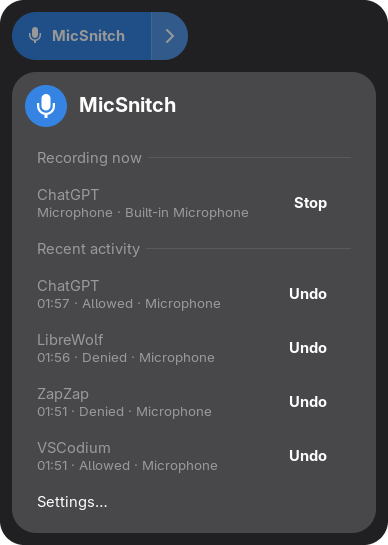 MicSnitch
MicSnitch
Recording now
ChatGPT
Microphone · Built-in Microphone
Stop
Recent activity
ChatGPT
01:57 · Allowed · Microphone
Undo
LibreWolf
01:56 · Denied · Microphone
Undo
ZapZap
01:51 · Denied · Microphone
Undo
VSCodium
01:51 · Allowed · Microphone
Undo
Settings...